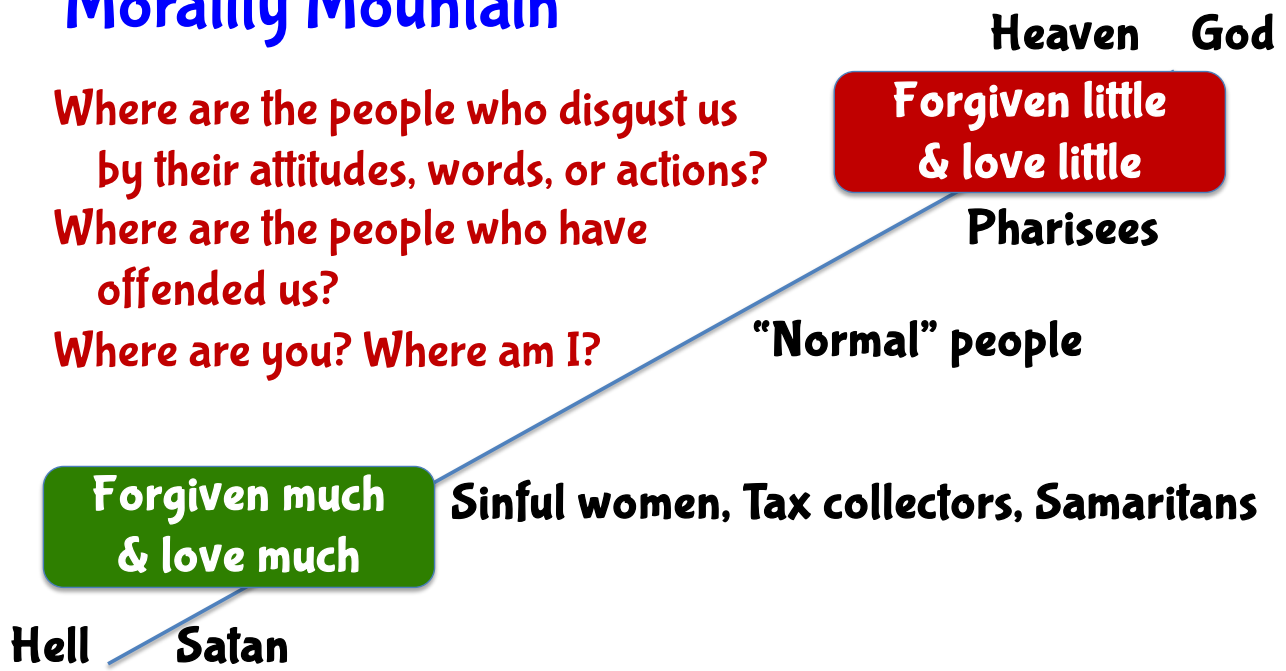 Morality Mountain
Heaven God
Forgiven little
& love little
Where are the people who disgust us
by their attitudes, words, or actions?
Where are the people who have
offended us?
Where are you? Where am I?
Pharisees
“Normal” people
Forgiven much
& love much
Sinful women, Tax collectors, Samaritans
Hell Satan